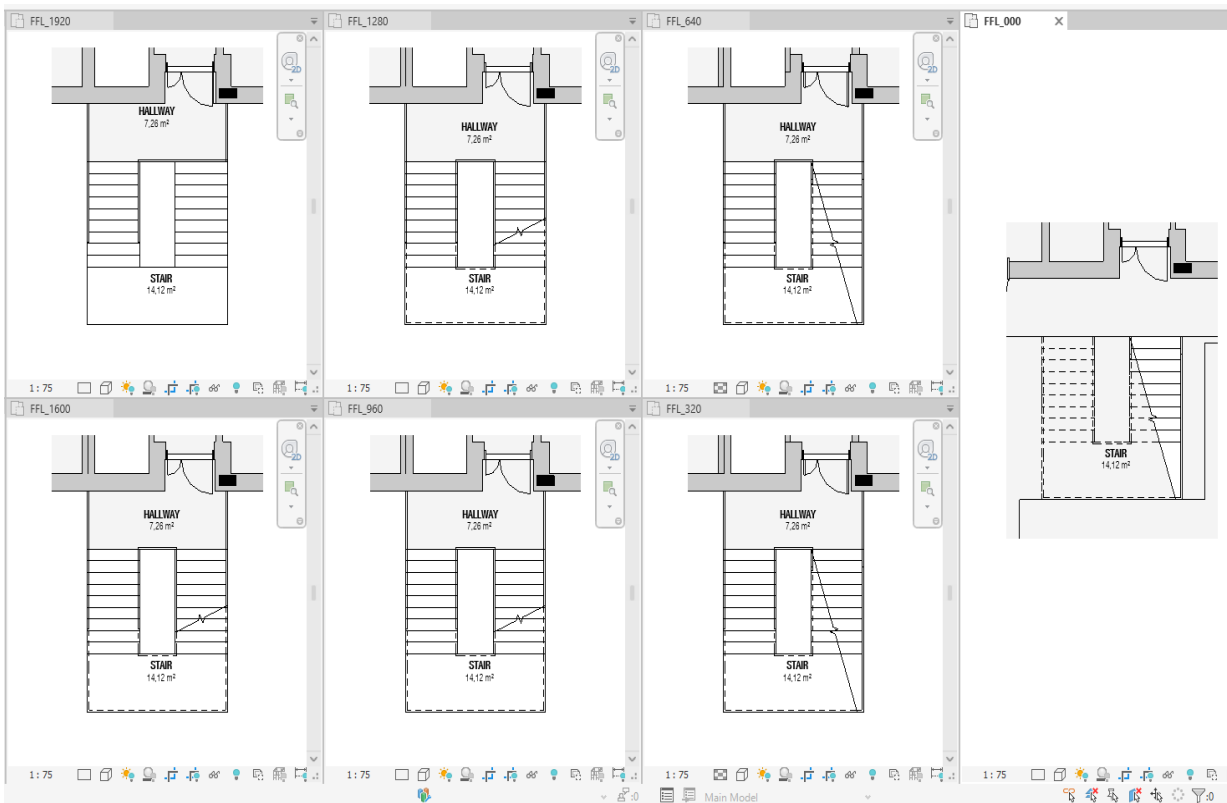 FFL_1920
FFL_1280
FFL_640
FFL_000
HALLWAY
7,26 m²
STAIR
14,12 m²
1 : 75
HALLWAY
7,26 m²
STAIR
14,12 m²
1 : 75
HALLWAY
7,26 m²
STAIR
14,12 m²
1 : 75
FFL_1600
FFL_960
FFL_320
HALLWAY
7,26 m²
STAIR
14,12 m²
1 : 75
HALLWAY
7,26 m²
STAIR
14,12 m²
1 : 75
HALLWAY
7,26 m²
STAIR
14,12 m²
1 : 75
STAIR
14,12 m²
1 : 75
:0
Main Model
:0